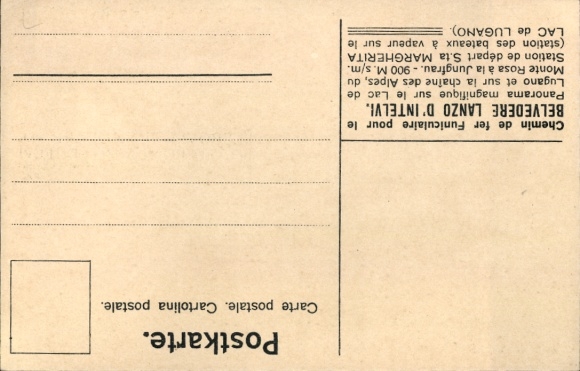 Postkarte.
Carte postale. Cartolina postale.
Chemin de fer Funiculaire pour le
BELVEDERE LANZO D'INTELVI.
Panorama magnifique sur le Lac de
Lugano et sur la chaîne des Alpes, du
Monte Rosa à la Jungfrau. - 900 M. s/m.
Station de départ S.ta MARGHERITA
(station des bateaux à vapeur sur le
LAC de LUGANO).